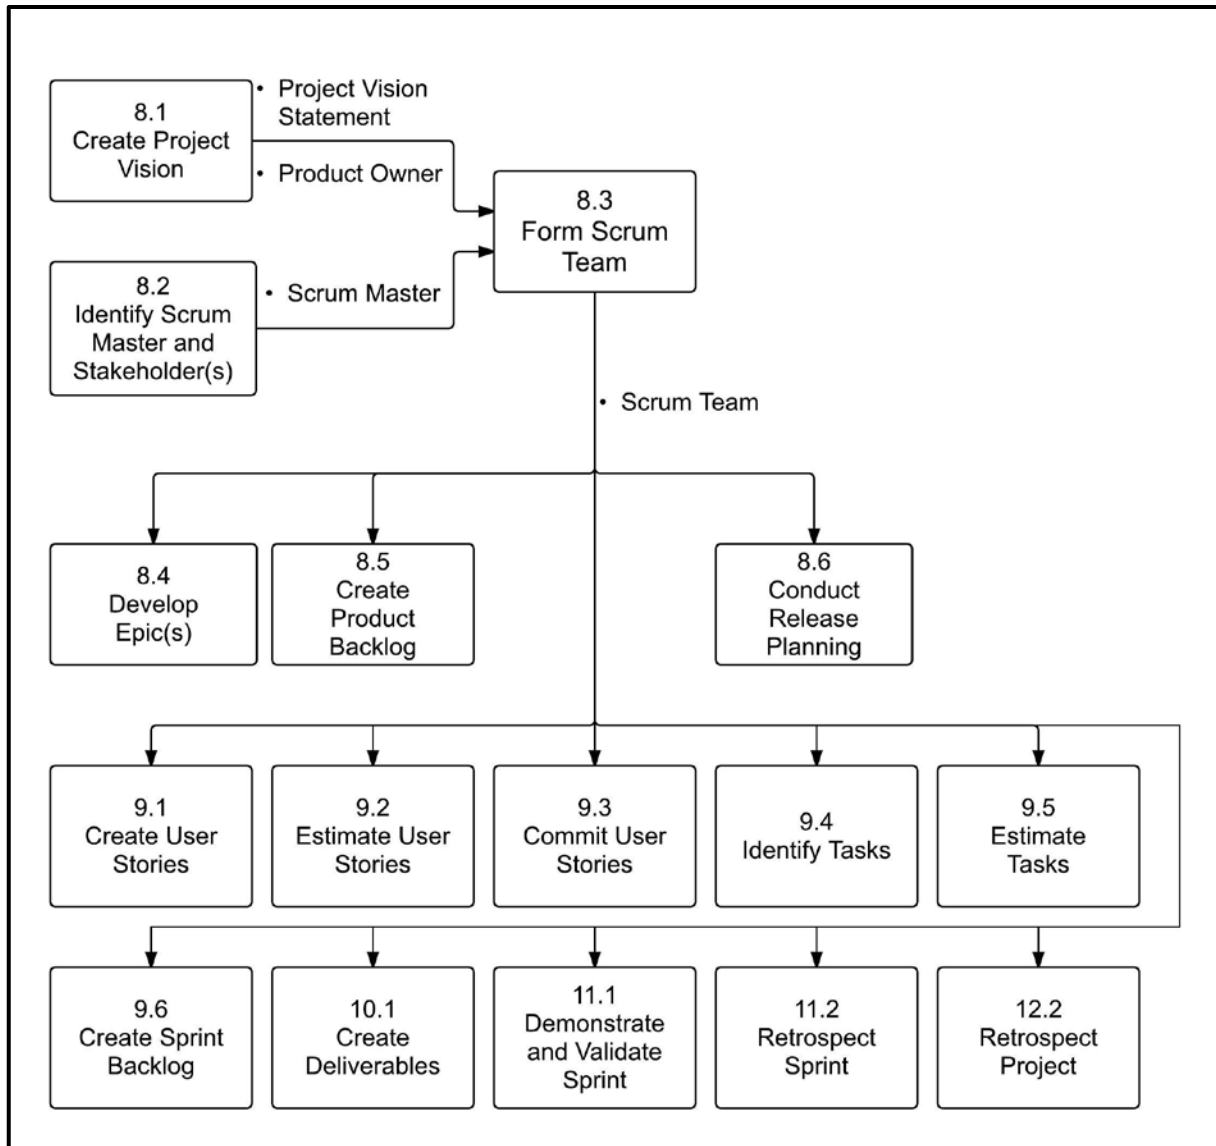 8.1
Create Project
Vision
• Project Vision
Statement
• Product Owner
8.2
Identify Scrum
Master and
Stakeholder(s)
• Scrum Master
8.3
Form Scrum
Team
• Scrum Team
8.4
Develop
Epic(s)
8.5
Create
Product
Backlog
8.6
Conduct
Release
Planning
9.1
Create User
Stories
9.2
Estimate User
Stories
9.3
Commit User
Stories
9.4
Identify Tasks
9.5
Estimate
Tasks
9.6
Create Sprint
Backlog
10.1
Create
Deliverables
11.1
Demonstrate
and Validate
Sprint
11.2
Retrospect
Sprint
12.2
Retrospect
Project